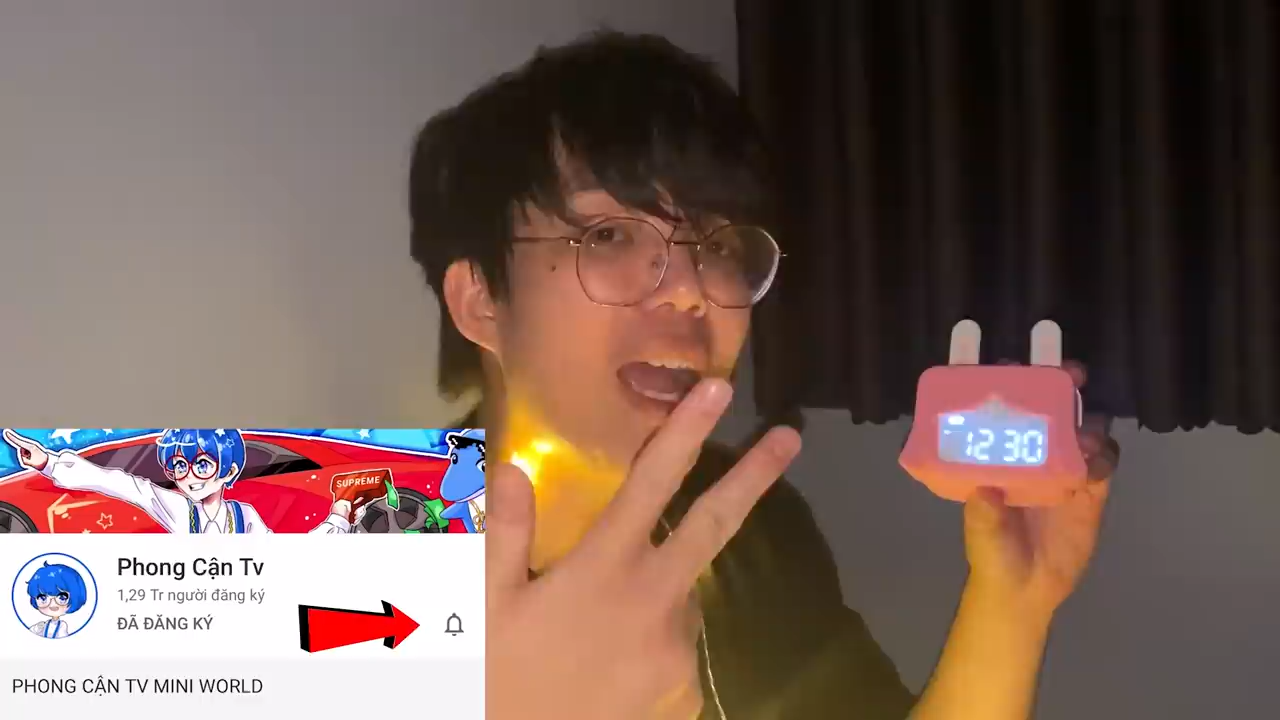 12 30
SUPREME
Phong Cận Tv
1,29 Tr người đăng ký
ĐÃ ĐĂNG KÝ
PHONG CẬN TV MINI WORLD